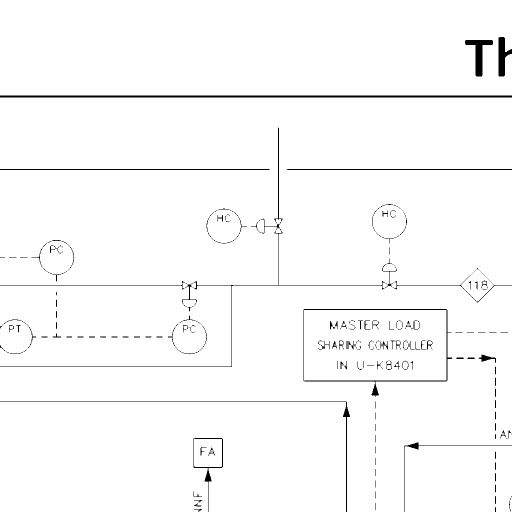 Th
HC
HC
PC
118
PT
PC
MASTER LOAD
SHARING CONTROLLER
IN U-K8401
AN
FA
NNF